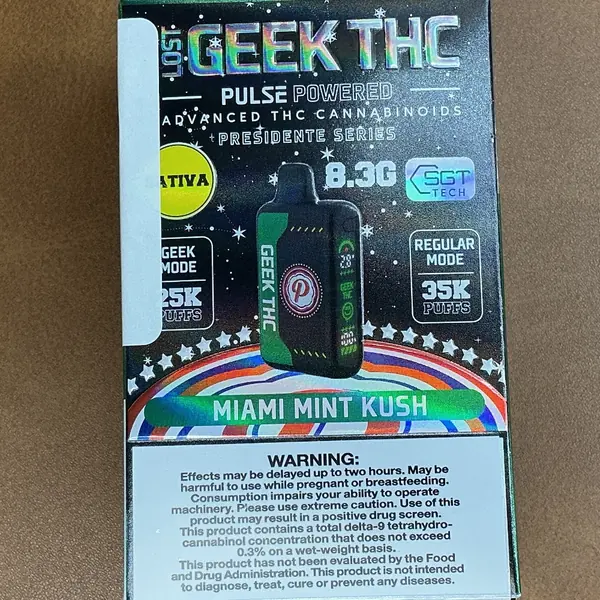 LOST
GEEK THC
PULSE POWERED
ADVANCED THC CANNABINOIDS
PRESIDENTE SERIES
ATIVA
8.3G
SGT
TECH
GEEK
MODE
25K
PUFFS
GEEK THC
P
2.8
GEEK
THC
100
REGULAR
MODE
35K
PUFFS
MIAMI MINT KUSH
WARNING:
Effects may be delayed up to two hours. May be
harmful to use while pregnant or breastfeeding.
Consumption impairs your ability to operate
machinery. Please use extreme caution. Use of this
product may result in a positive drug screen.
This product contains a total delta-9 tetrahydro-
cannabinol concentration that does not exceed
0.3% on a wet-weight basis.
This product has not been evaluated by the Food
and Drug Administration. This product is not intended
to diagnose, treat, cure or prevent any diseases.